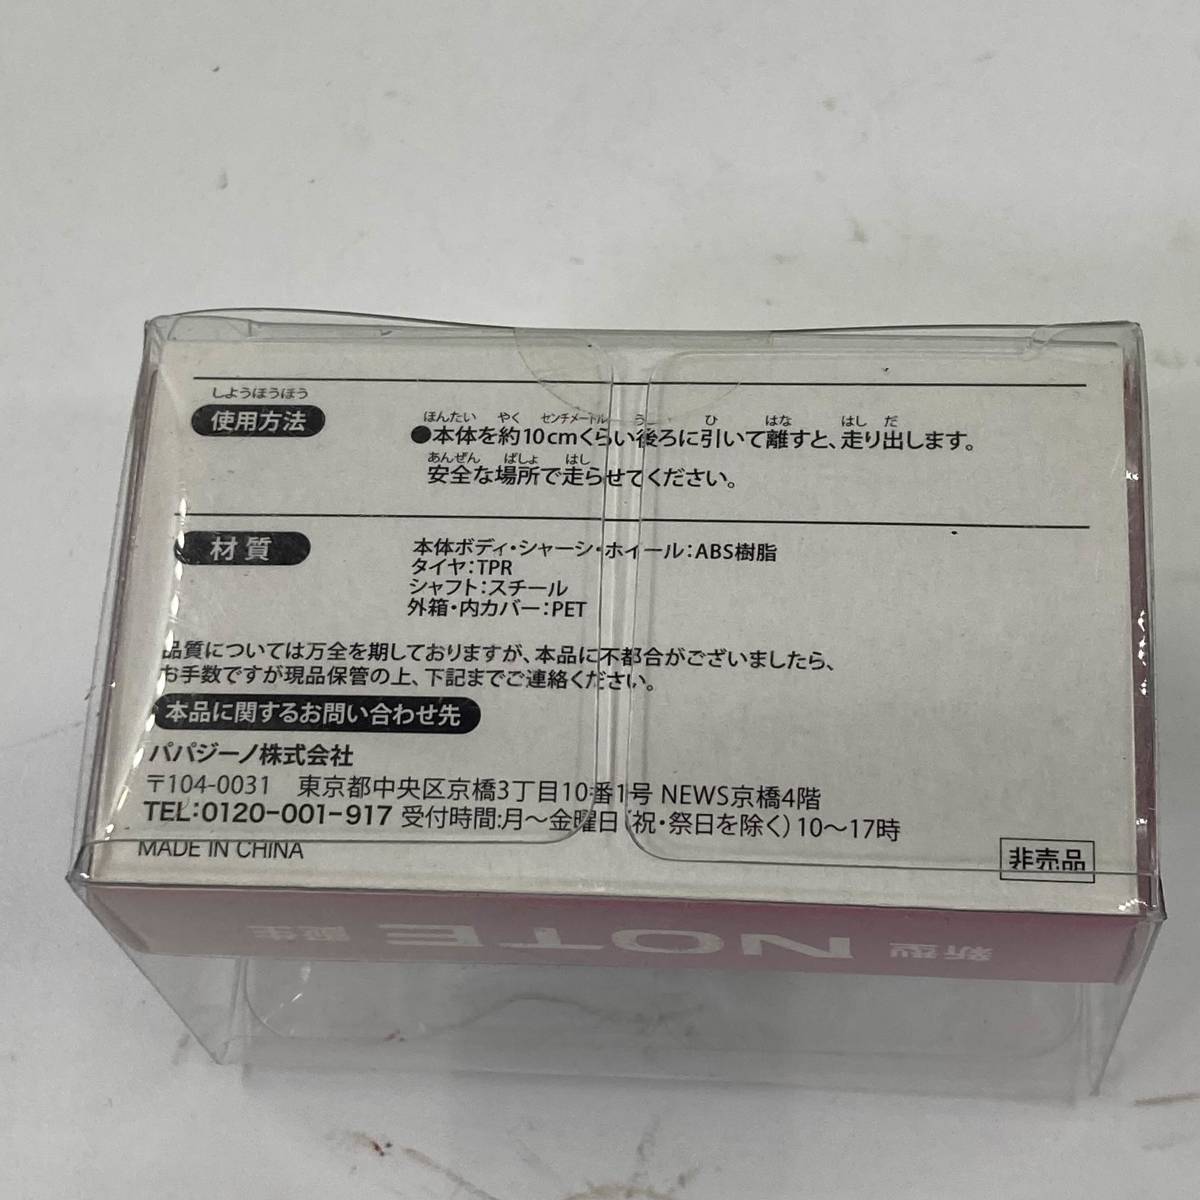 しようほうほう
使用方法
ほんたい やく センチメートル うし ひ はな はし だ
●本体を約10cmくらい後ろに引いて離すと、走り出します。
あんぜん ばしょ はし
安全な場所で走らせてください。
材質
本体ボディ・シャーシ・ホイール：ABS樹脂
タイヤ：TPR
シャフト：スチール
外箱・内カバー：PET
品質については万全を期しておりますが、本品に不都合がございましたら、
お手数ですが現品保管の上、下記までご連絡ください。
本品に関するお問い合わせ先
パパジーノ株式会社
〒104-0031 東京都中央区京橋3丁目10番1号 NEWS京橋4階
TEL：0120-001-917 受付時間:月～金曜日（祝・祭日を除く）10～17時
MADE IN CHINA
非売品
新型 NOTE 誕生